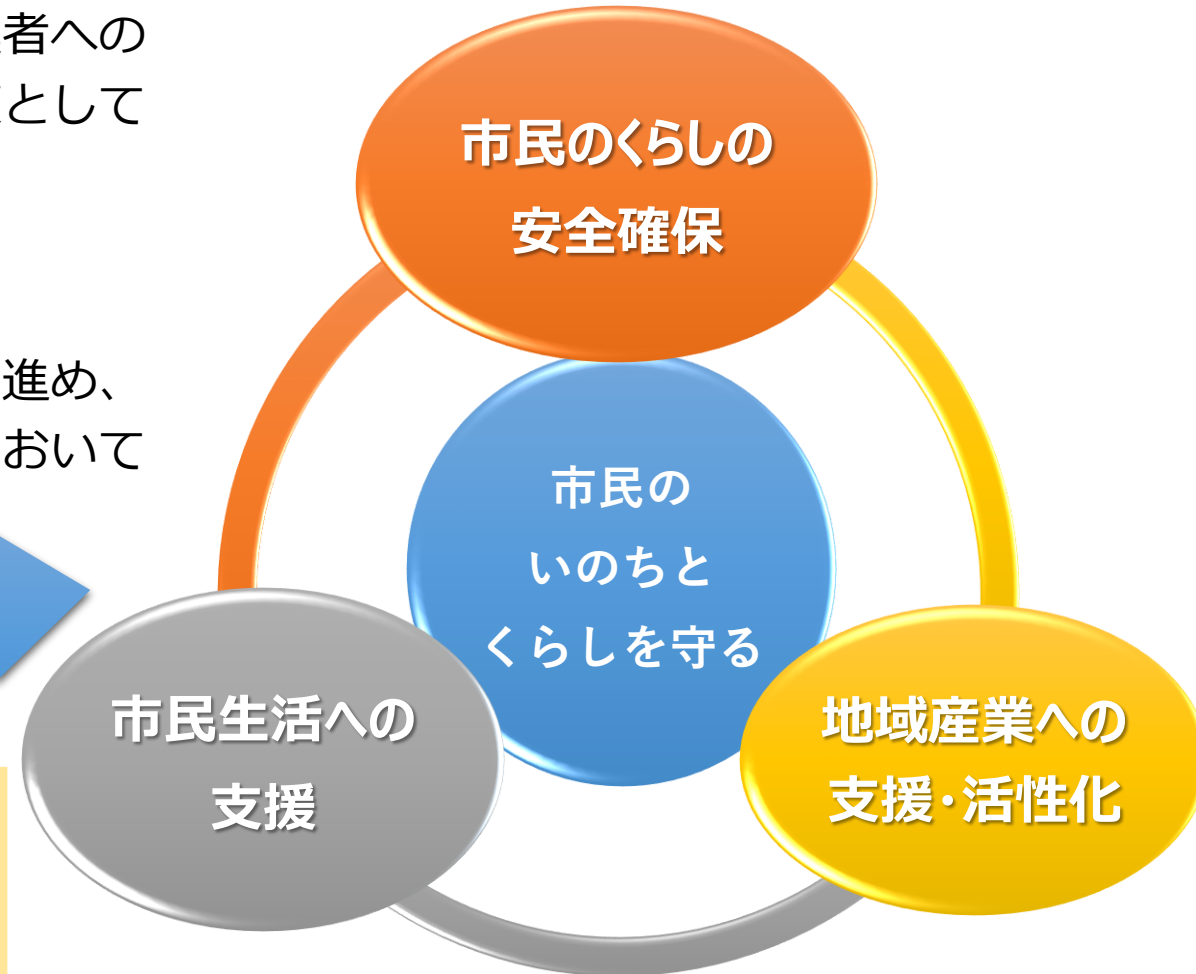 者への
として
進め、
おいて
市民のくらしの
安全確保
市民の
いのちと
くらしを守る
市民生活への
支援
地域産業への
支援・活性化